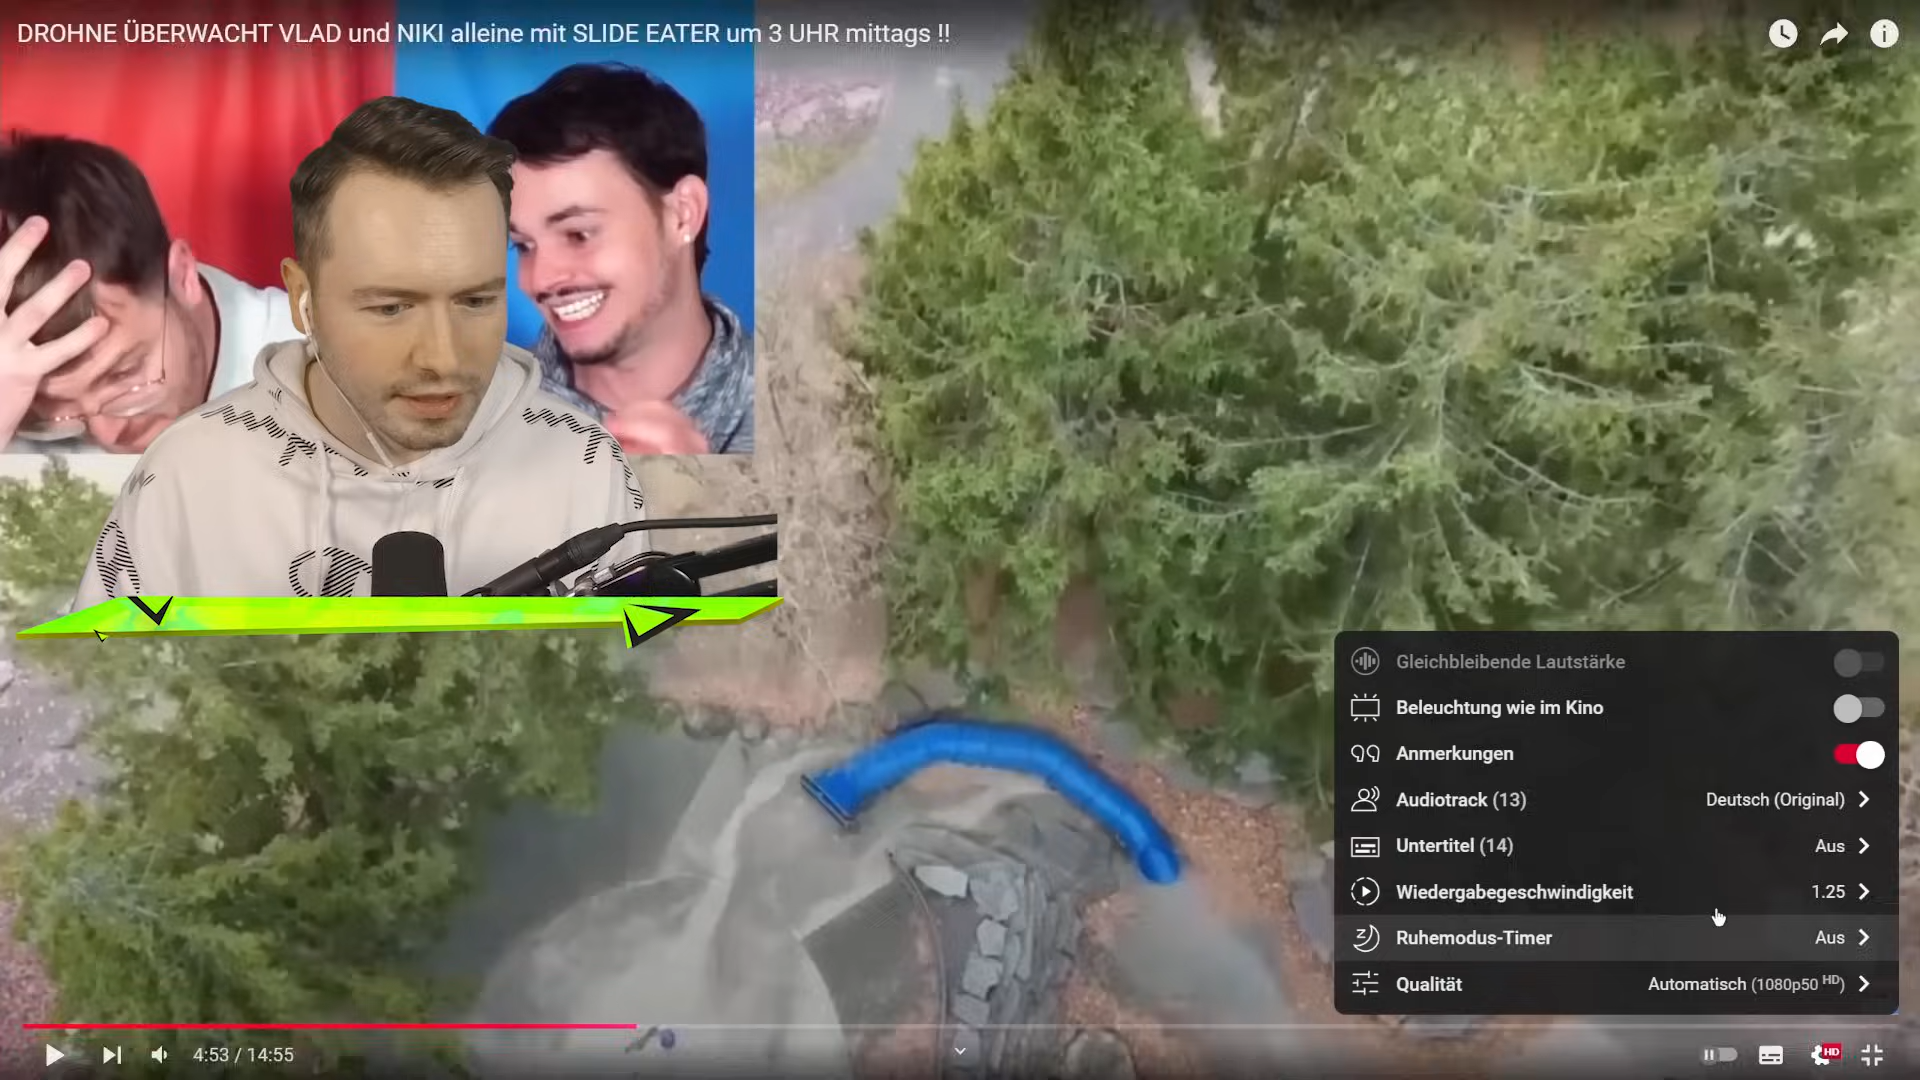 DROHNE ÜBERWACHT VLAD und NIKI alleine mit SLIDE EATER um 3 UHR mittags !!
Gleichbleibende Lautstärke
Beleuchtung wie im Kino
Anmerkungen
Audiotrack (13) Deutsch (Original)
Untertitel (14) Aus
Wiedergabegeschwindigkeit 1.25
Ruhemodus-Timer Aus
Qualität Automatisch (1080p50 HD)
4:53 / 14:55
HD